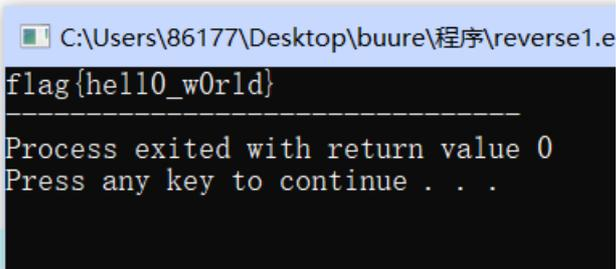 C:\Users\86177\Desktop\buure\程序\reverse1.e
flag{hell0_w0rld}
--------------------------------
Process exited with return value 0
Press any key to continue . . .